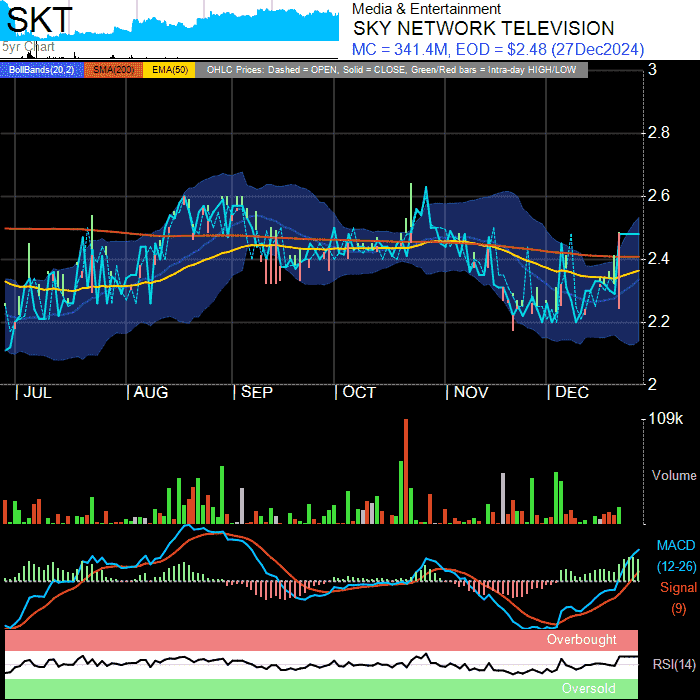 SKT
5yr Chart
Media & Entertainment
SKY NETWORK TELEVISION
MC = 341.4M, EOD = $2.48 (27Dec2024)
BollBands(20,2) SMA(200) EMA(50) OHLC Prices: Dashed = OPEN, Solid = CLOSE, Green/Red bars = Intra-day HIGH/LOW
3
2.8
2.6
2.4
2.2
2
JUL AUG SEP OCT NOV DEC
109k
Volume
MACD
(12-26)
Signal
(9)
Overbought
RSI(14)
Oversold